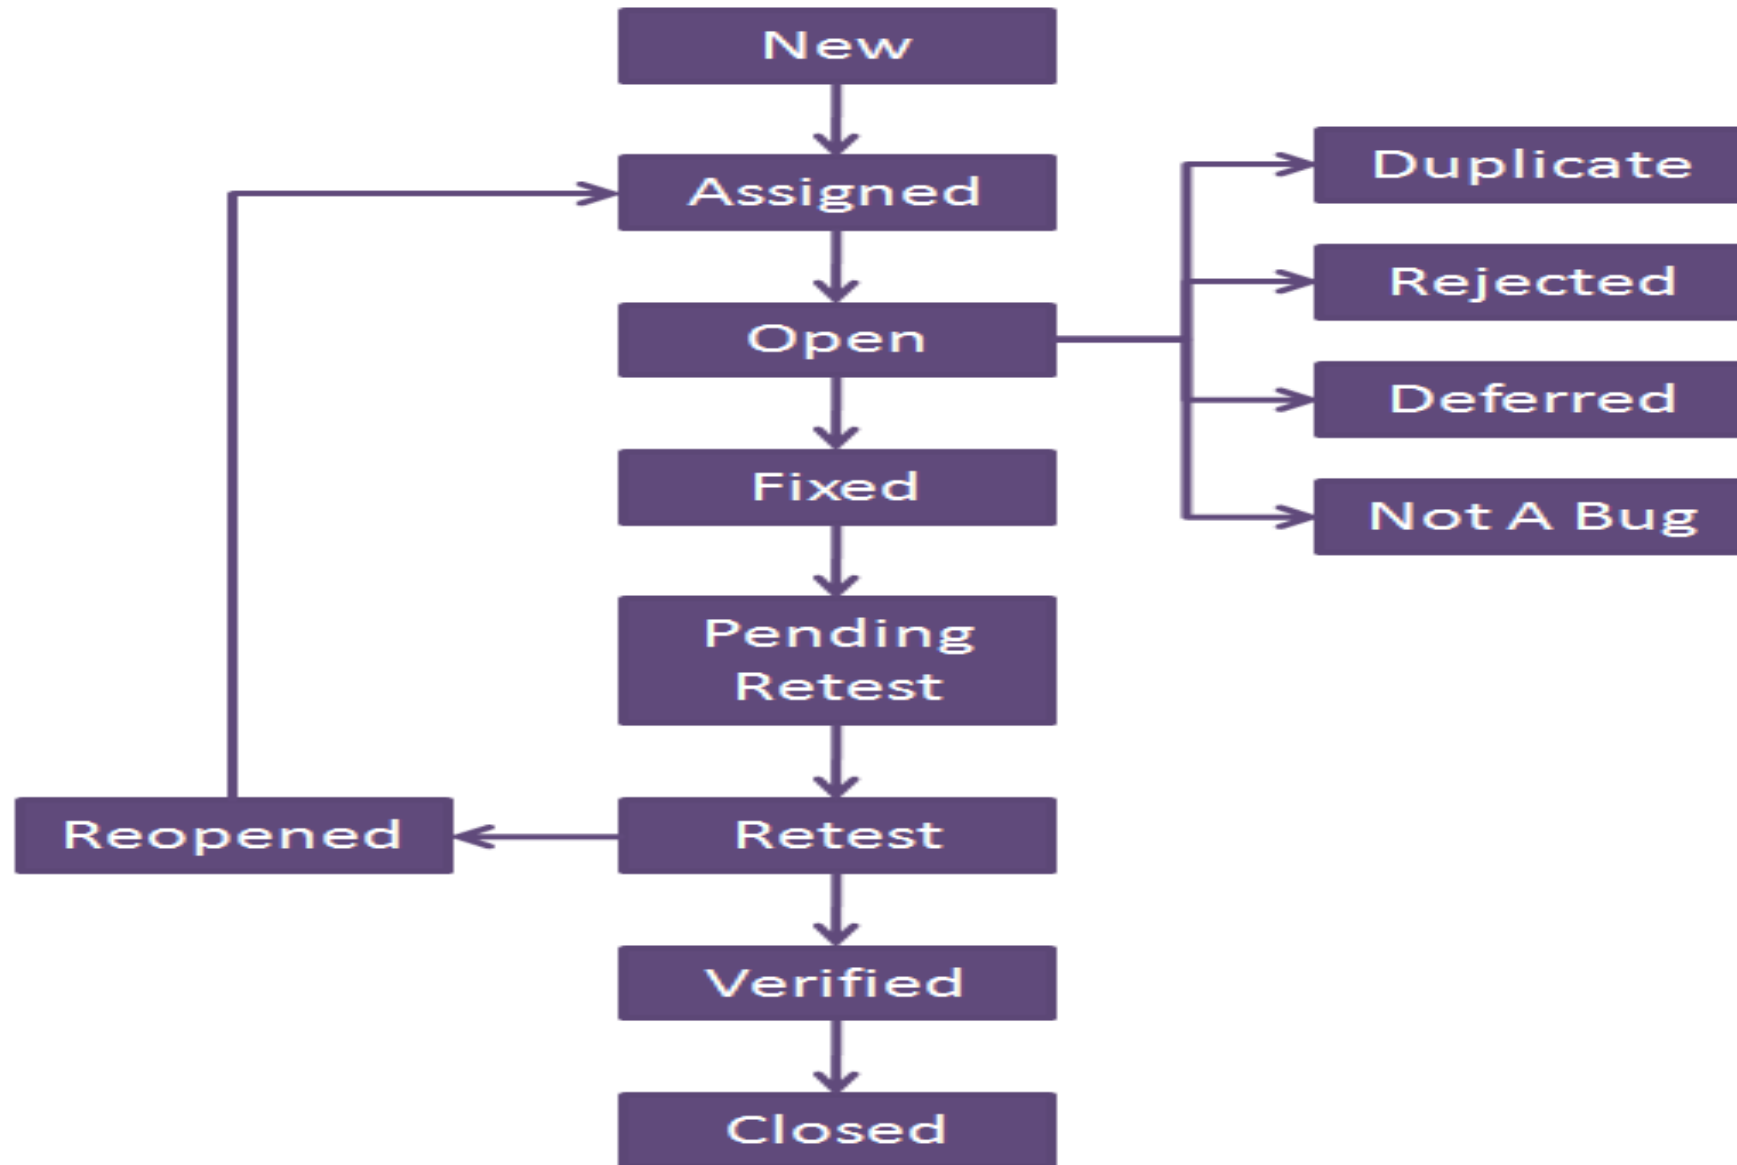 New
Assigned
Open
Fixed
Pending
Retest
Retest
Verified
Closed
Reopened
Duplicate
Rejected
Deferred
Not A Bug